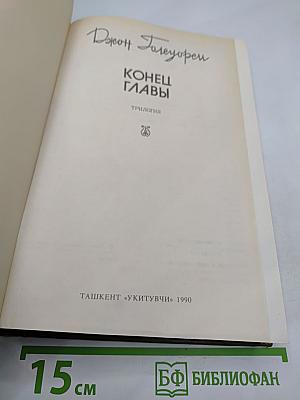 Джон Голсуорси
КОНЕЦ
ГЛАВЫ
ТРИЛОГИЯ
ТАШКЕНТ «УКИТУВЧИ» 1990
15 см
БФ БИБЛИОФАН